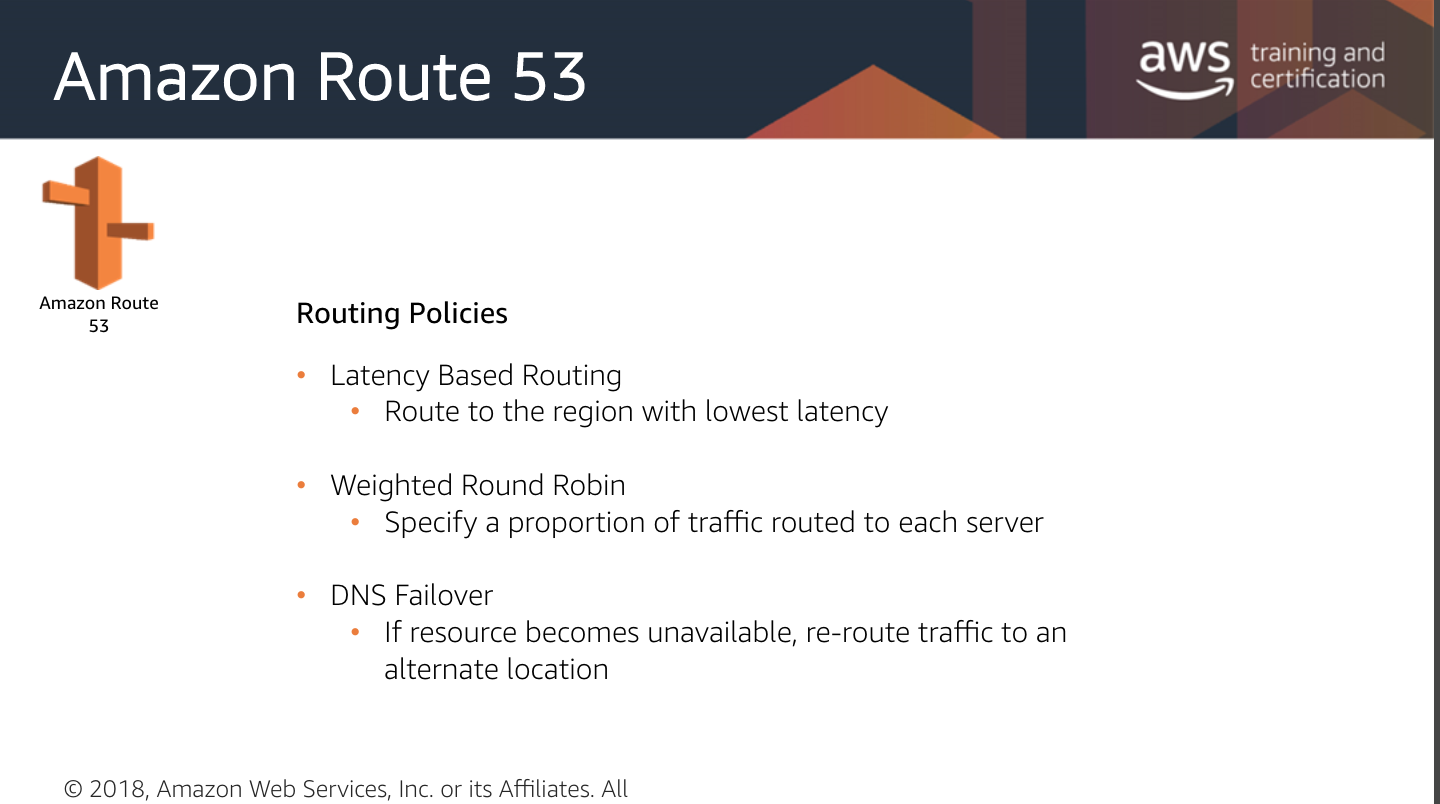 Amazon Route 53
aws training and
certification
Amazon Route
53
Routing Policies
• Latency Based Routing
• Route to the region with lowest latency
• Weighted Round Robin
• Specify a proportion of traffic routed to each server
• DNS Failover
• If resource becomes unavailable, re-route traffic to an
alternate location
© 2018, Amazon Web Services, Inc. or its Affiliates. All